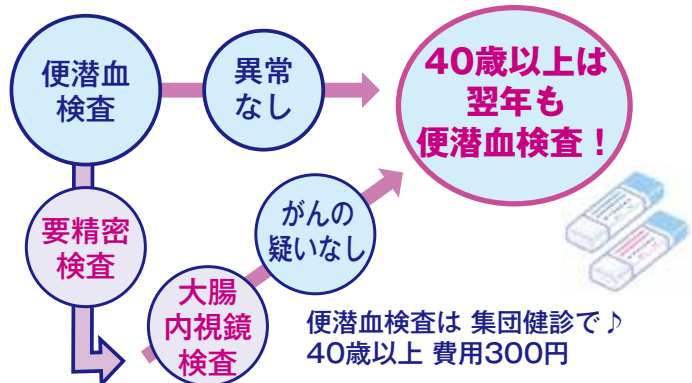 便潜血
検査
異常
なし
40歳以上は
翌年も
便潜血検査！
要精密
検査
大腸
内視鏡
検査
がんの
疑いなし
便潜血検査は 集団健診で♪
40歳以上 費用300円